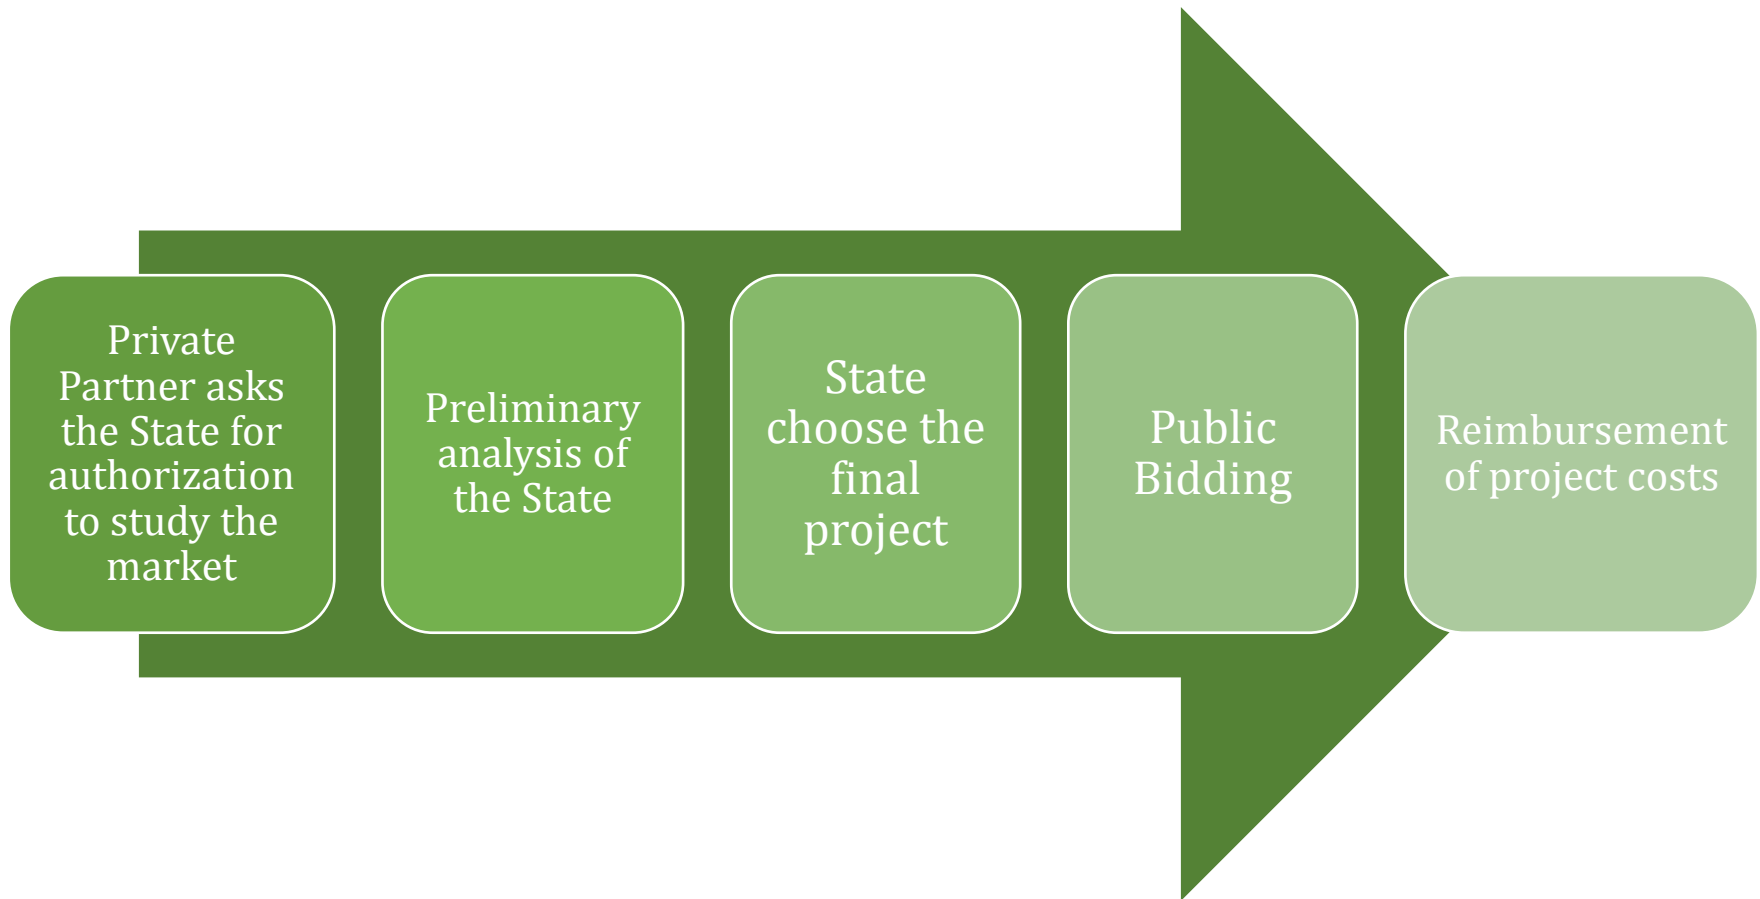 Private
Partner asks
the State for
authorization
to study the
market
Preliminary
analysis of
the State
State
choose the
final
project
Public
Bidding
Reimbursement
of project costs